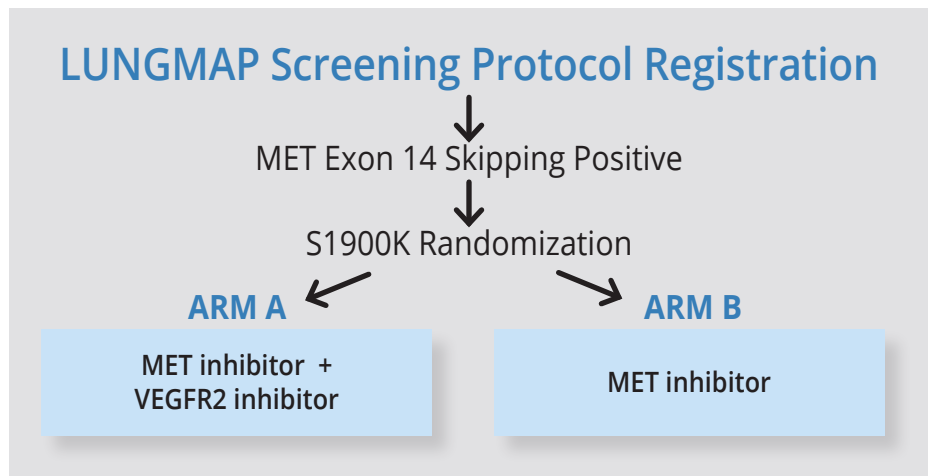 LUNGMAP Screening Protocol Registration
MET Exon 14 Skipping Positive
S1900K Randomization
ARM A
MET inhibitor +
VEGFR2 inhibitor
ARM B
MET inhibitor